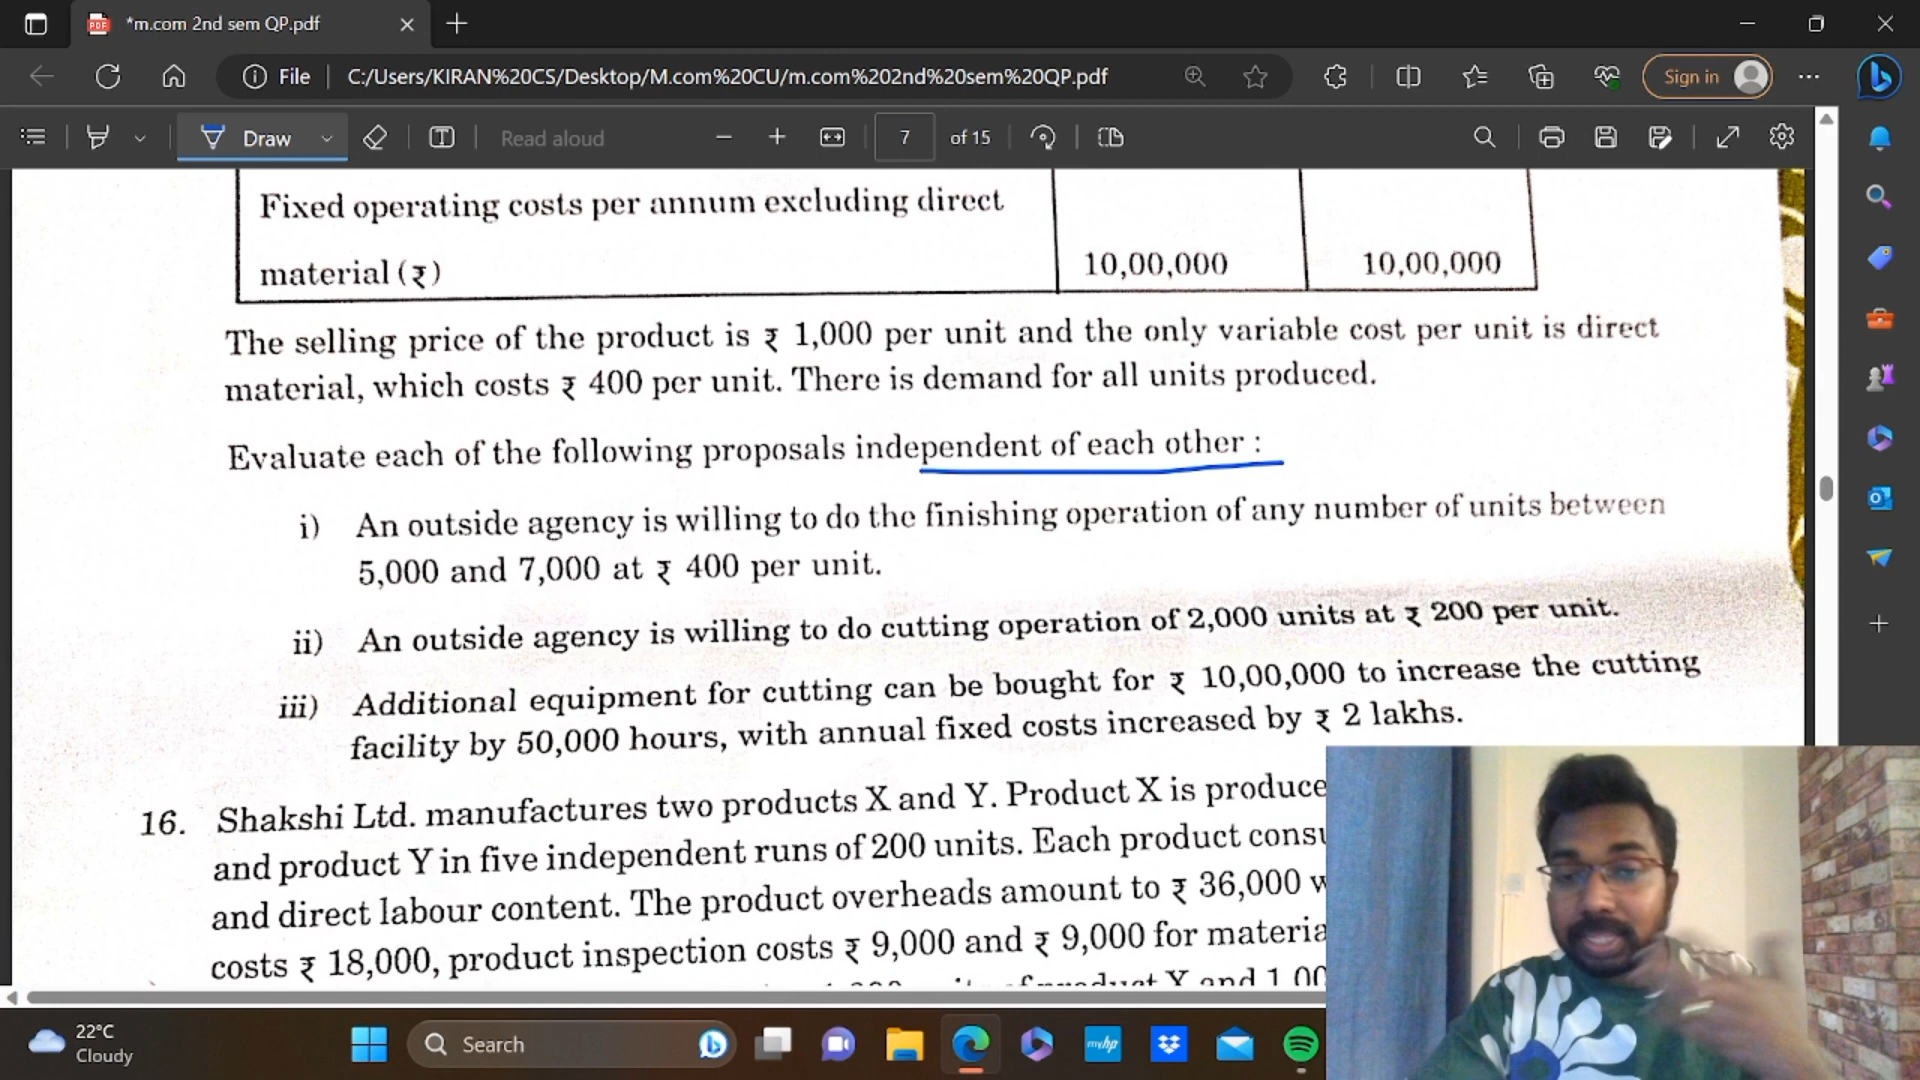 *m.com 2nd sem QP.pdf
File
C:/Users/KIRAN%20CS/Desktop/M.com%20CU/m.com%202nd%20sem%20QP.pdf
Sign in
Draw
Read aloud
7
of 15
Fixed operating costs per annum excluding direct
material (₹)
10,00,000
10,00,000
The selling price of the product is ₹ 1,000 per unit and the only variable cost per unit is direct
material, which costs ₹ 400 per unit. There is demand for all units produced.
Evaluate each of the following proposals independent of each other :
i) An outside agency is willing to do the finishing operation of any number of units between
5,000 and 7,000 at ₹ 400 per unit.
ii) An outside agency is willing to do cutting operation of 2,000 units at ₹ 200 per unit.
iii) Additional equipment for cutting can be bought for ₹ 10,00,000 to increase the cutting
facility by 50,000 hours, with annual fixed costs increased by ₹ 2 lakhs.
16. Shakshi Ltd. manufactures two products X and Y. Product X is produce
and product Y in five independent runs of 200 units. Each product
and direct labour content. The product overheads amount to ₹ 36,000
costs ₹ 18,000, product inspection costs ₹ 9,000 and ₹ 9,000 for materia
22°C
Cloudy
Search
myhp